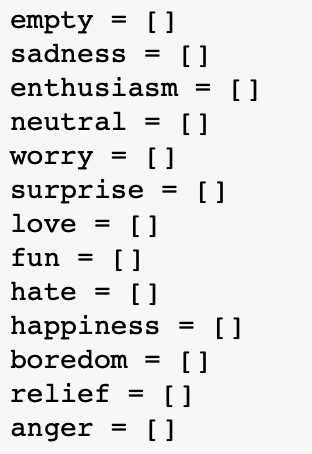 empty = []
sadness = []
enthusiasm = []
neutral = []
worry = []
surprise = []
love = []
fun = []
hate = []
happiness = []
boredom = []
relief = []
anger = []